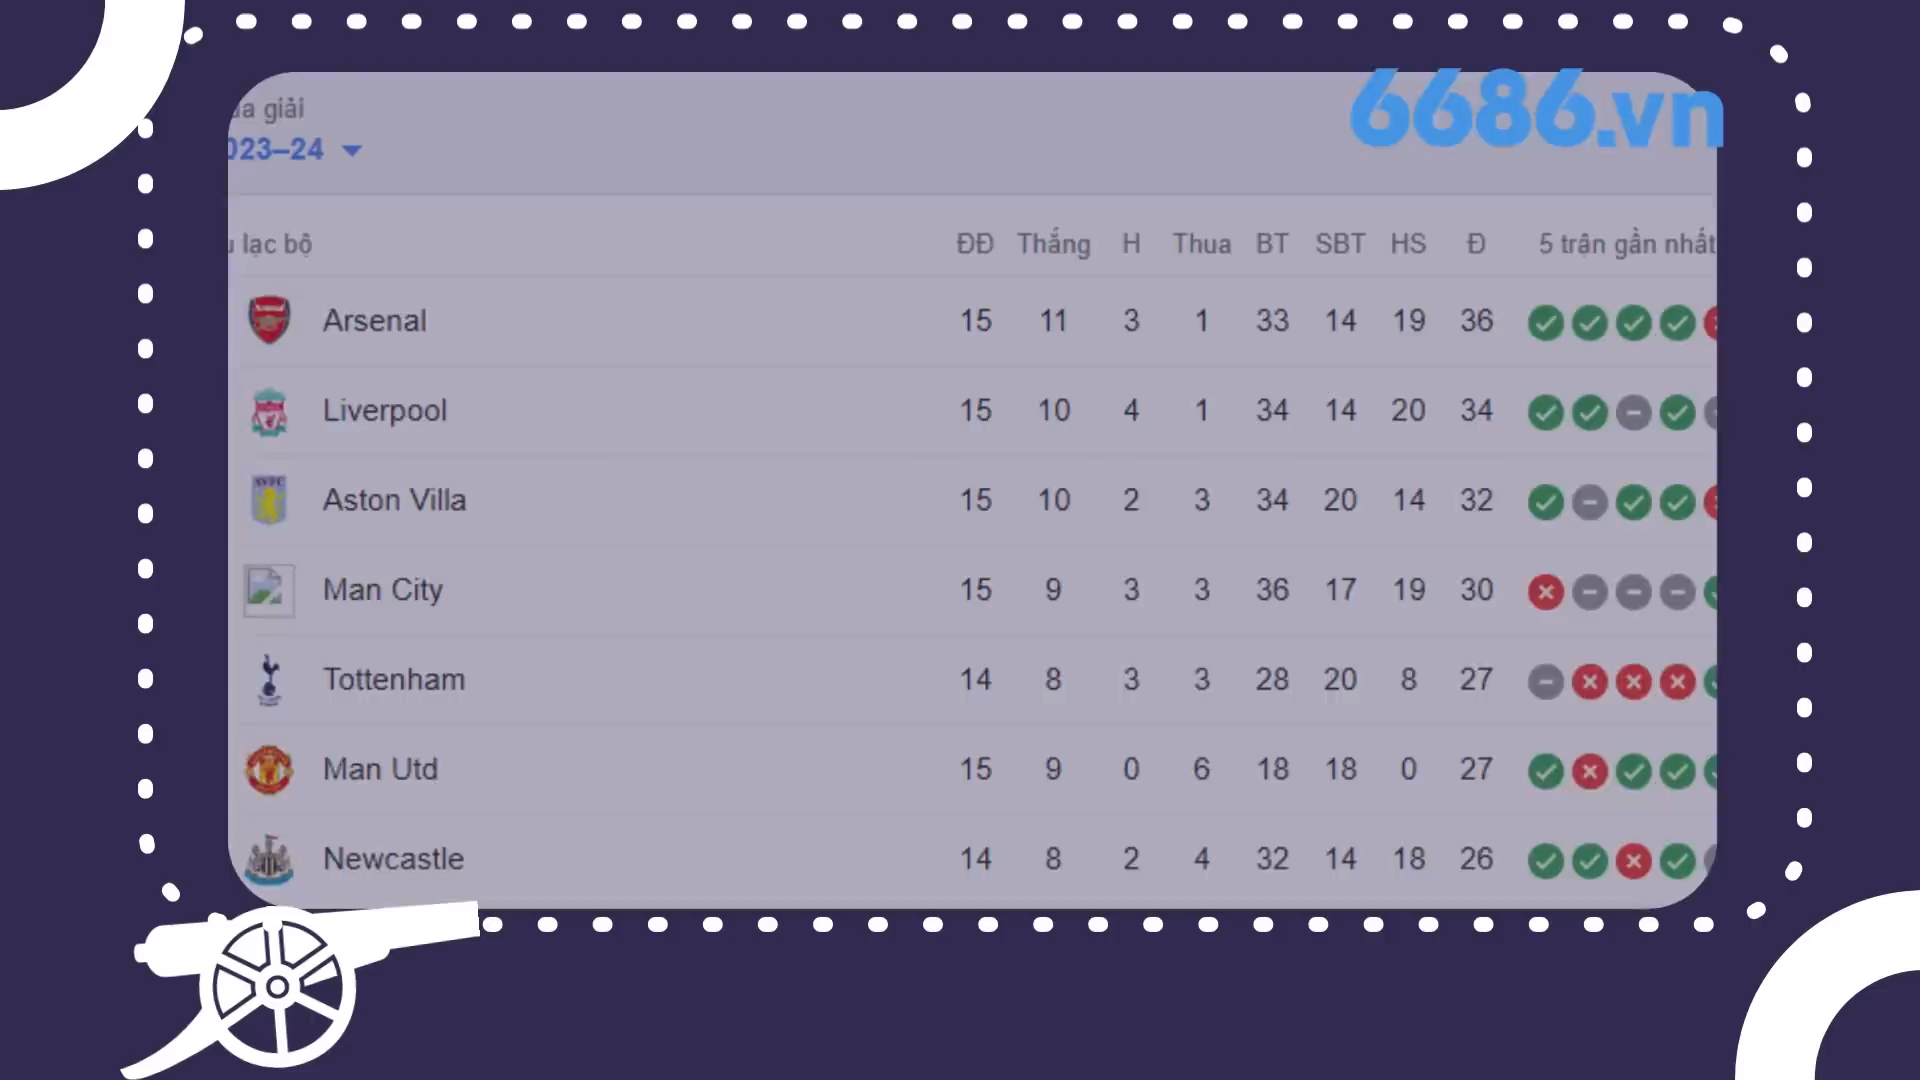 6686.vn
ùa giải
023–24
u lạc bộ ĐĐ Thắng H Thua BT SBT HS Đ 5 trận gần nhất
Arsenal 15 11 3 1 33 14 19 36
Liverpool 15 10 4 1 34 14 20 34
Aston Villa 15 10 2 3 34 20 14 32
Man City 15 9 3 3 36 17 19 30
Tottenham 14 8 3 3 28 20 8 27
Man Utd 15 9 0 6 18 18 0 27
Newcastle 14 8 2 4 32 14 18 26